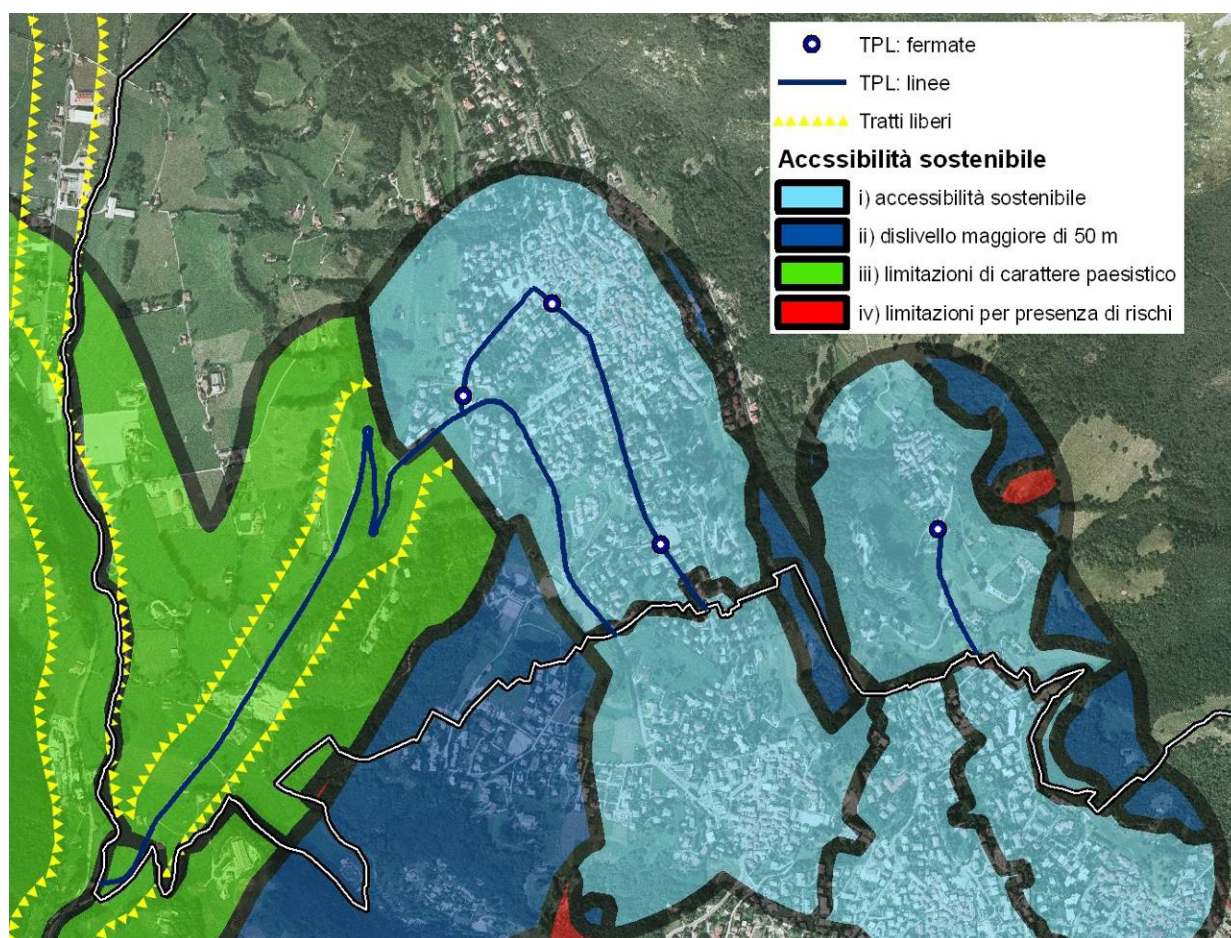 TPL: fermate
TPL: linee
Tratti liberi
Accssibilità sostenibile
i) accessibilità sostenibile
ii) dislivello maggiore di 50 m
iii) limitazioni di carattere paesistico
iv) limitazioni per presenza di rischi